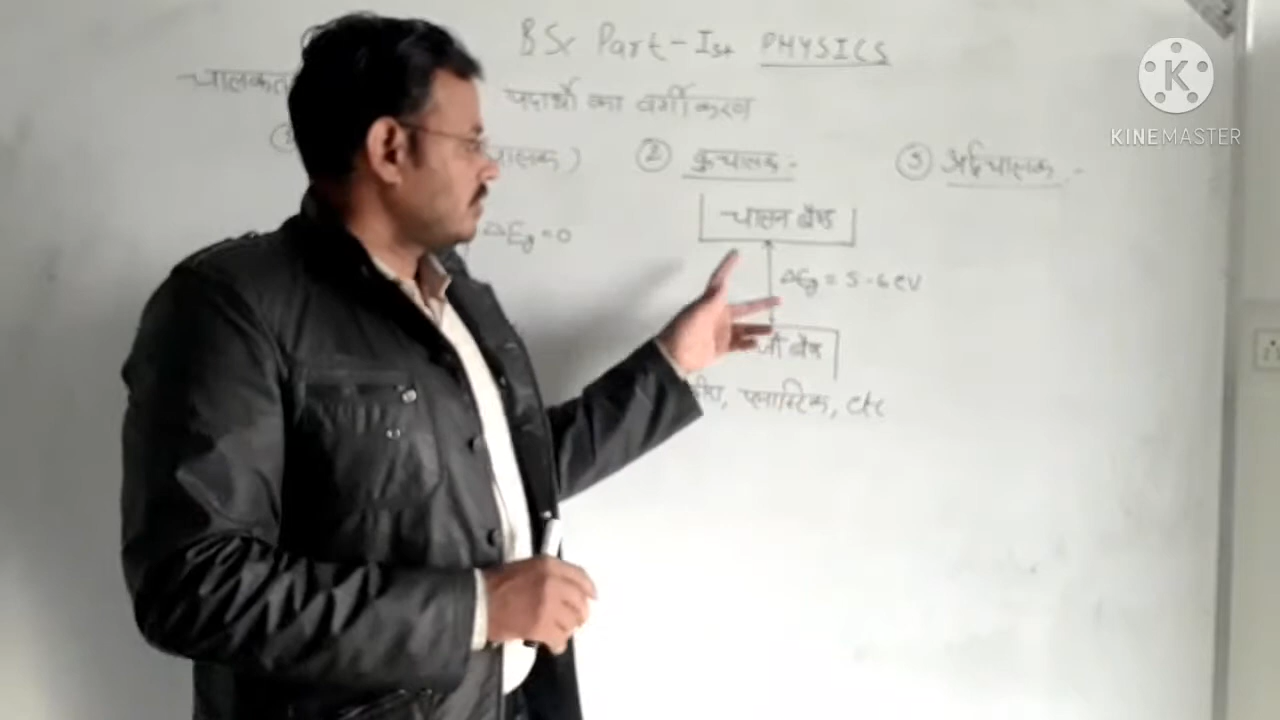 BSc Part-Ist PHYSICS
पदार्थों का वर्गीकरण
② कुचालक -
③ अर्द्धचालक -
चालन बैण्ड
ΔEg = 0
ΔEg = 5-6 eV
बैण्ड
प्लास्टिक, etc
KINEMASTER